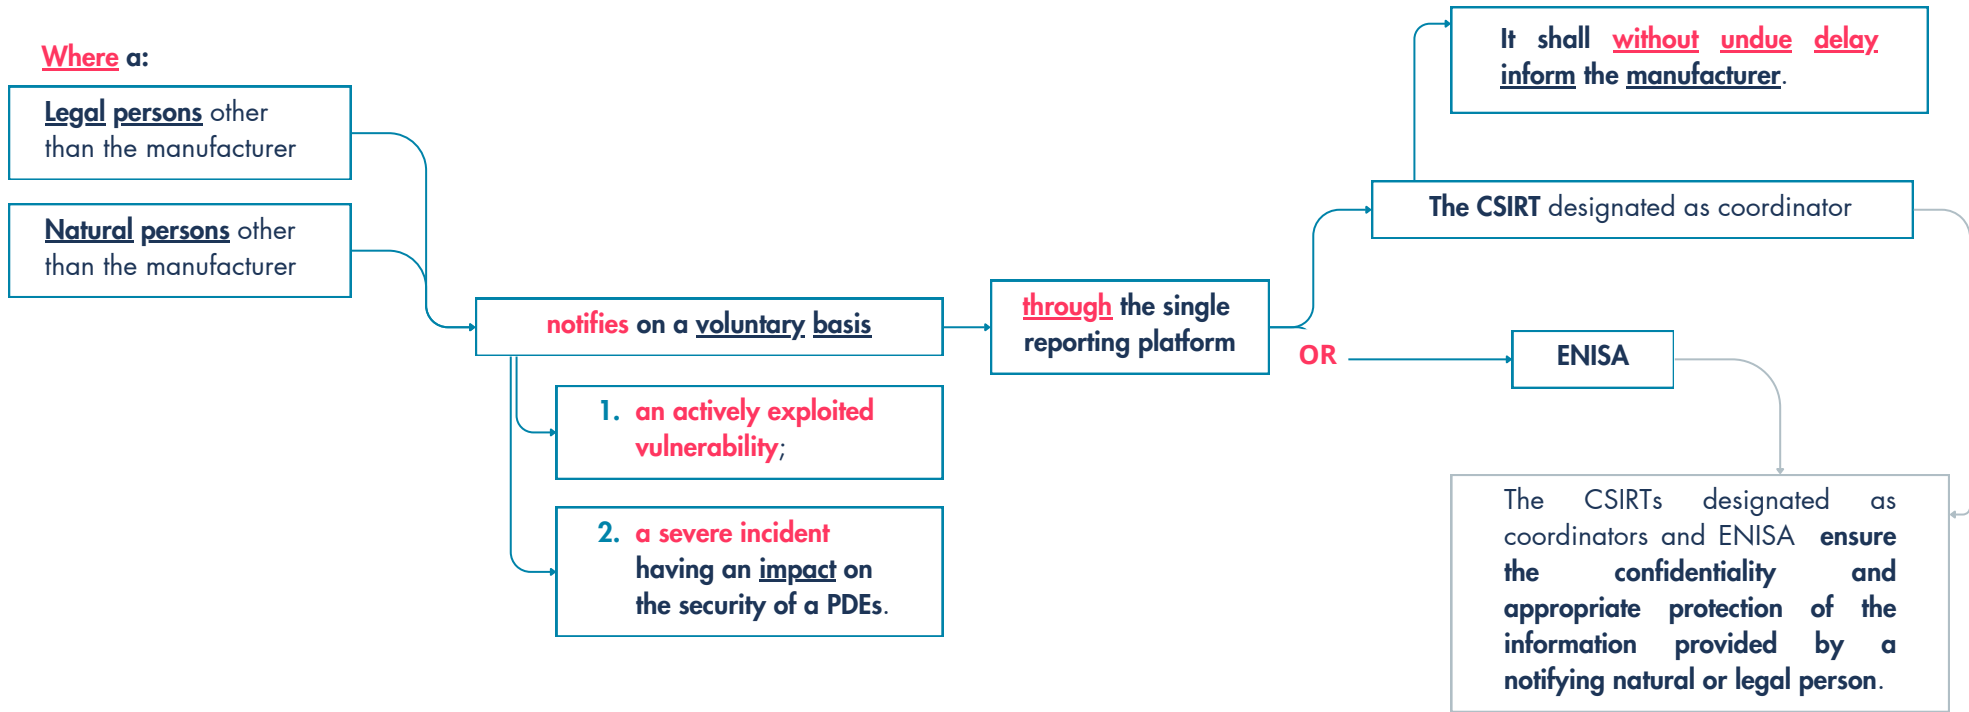 Where a:
Legal persons other
than the manufacturer
Natural persons other
than the manufacturer
notifies on a voluntary basis
1. an actively exploited
vulnerability;
2. a severe incident
having an impact on
the security of a PDEs.
through the single
reporting platform
OR
It shall without undue delay
inform the manufacturer.
The CSIRT designated as coordinator
ENISA
The CSIRTs designated as
coordinators and ENISA ensure
the confidentiality and
appropriate protection of the
information provided by a
notifying natural or legal person.